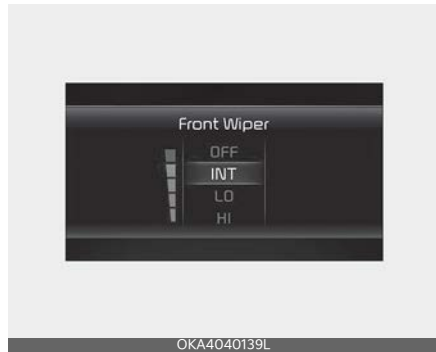 Front Wiper
OFF
INT
LO
HI
OKA4040139L